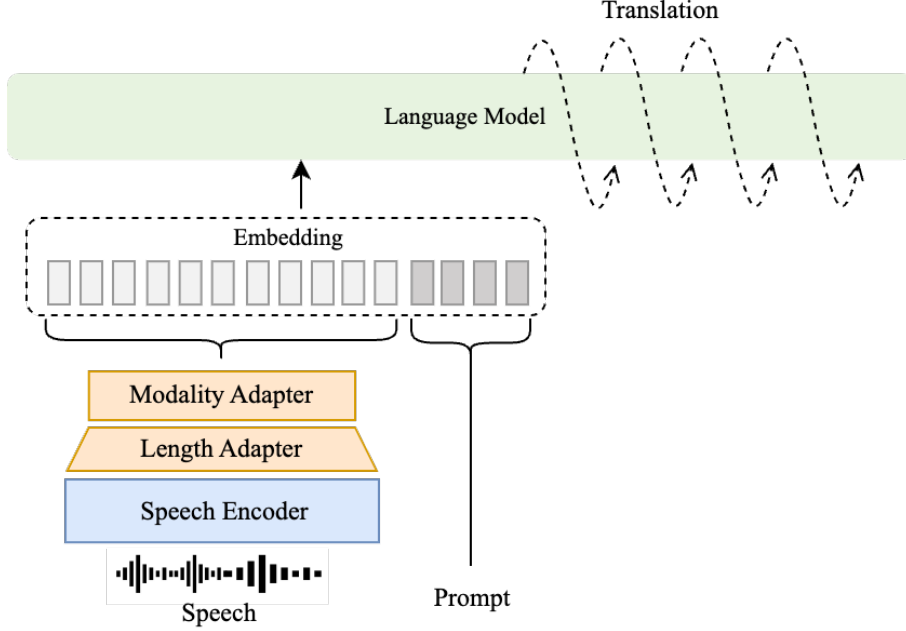 Translation
Language Model
Embedding
Modality Adapter
Length Adapter
Speech Encoder
Speech
Prompt